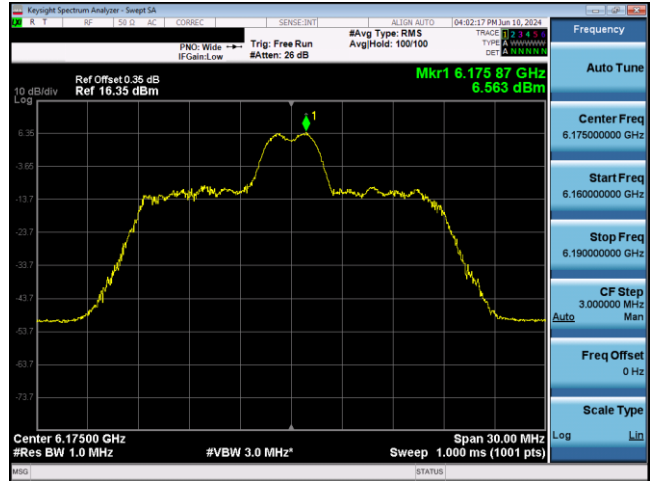 Keysight Spectrum Analyzer - Swept SA
R T RF 50 Ω AC CORREC SENSE:INT ALIGN AUTO 04:02:17 PM Jun 10, 2024
Frequency
#Avg Type: RMS TRACE 1 2 3 4 5 6
PNO: Wide Trig: Free Run Avg|Hold: 100/100 TYPE A WWWWW
IFGain:Low #Atten: 26 dB DET A N N N N N
Auto Tune
Mkr1 6.175 87 GHz
Ref Offset 0.35 dB
10 dB/div Ref 16.35 dBm 6.563 dBm
Log
1
Center Freq
6.175000000 GHz
6.35
-3.65
Start Freq
6.160000000 GHz
-13.7
-23.7
Stop Freq
6.190000000 GHz
-33.7
-43.7
CF Step
3.000000 MHz
Auto Man
-53.7
Freq Offset
0 Hz
-63.7
-73.7
Scale Type
Log Lin
Center 6.17500 GHz Span 30.00 MHz
#Res BW 1.0 MHz #VBW 3.0 MHz* Sweep 1.000 ms (1001 pts)
MSG STATUS